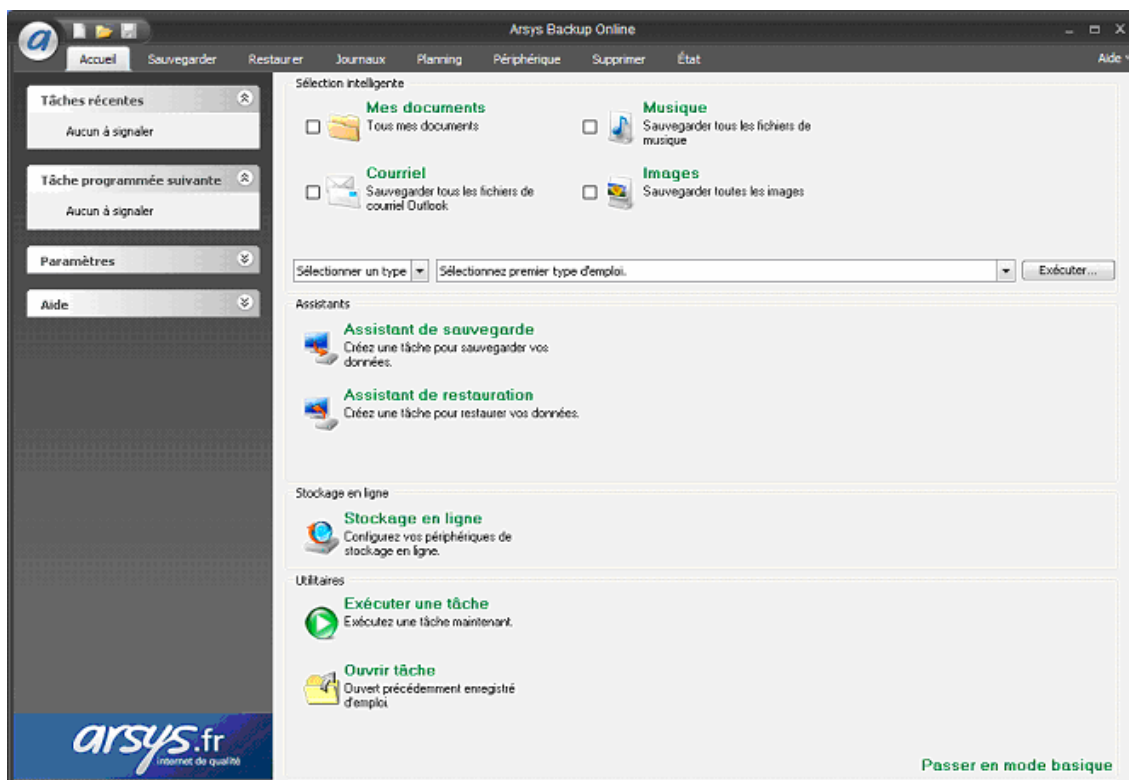 Arsys Backup Online
Accueil Sauvegarder Restaurer Journaux Planning Périphérique Supprimer État Aide
Tâches récentes
Aucun à signaler
Tâche programmée suivante
Aucun à signaler
Paramètres
Aide
Sélection intelligente
Mes documents
Tous mes documents
Musique
Sauvegarder tous les fichiers de
musique
Courriel
Sauvegarder tous les fichiers de
courriel Outlook
Images
Sauvegarder toutes les images
Sélectionner un type
Sélectionnez premier type d'emploi.
Exécuter...
Assistants
Assistant de sauvegarde
Créez une tâche pour sauvegarder vos
données.
Assistant de restauration
Créez une tâche pour restaurer vos données.
Stockage en ligne
Stockage en ligne
Configurez vos périphériques de
stockage en ligne.
Utilitaires
Exécuter une tâche
Exécutez une tâche maintenant.
Ouvrir tâche
Ouvert précédemment enregistré
d'emploi.
arsys.fr
internet de qualité
Passer en mode basique